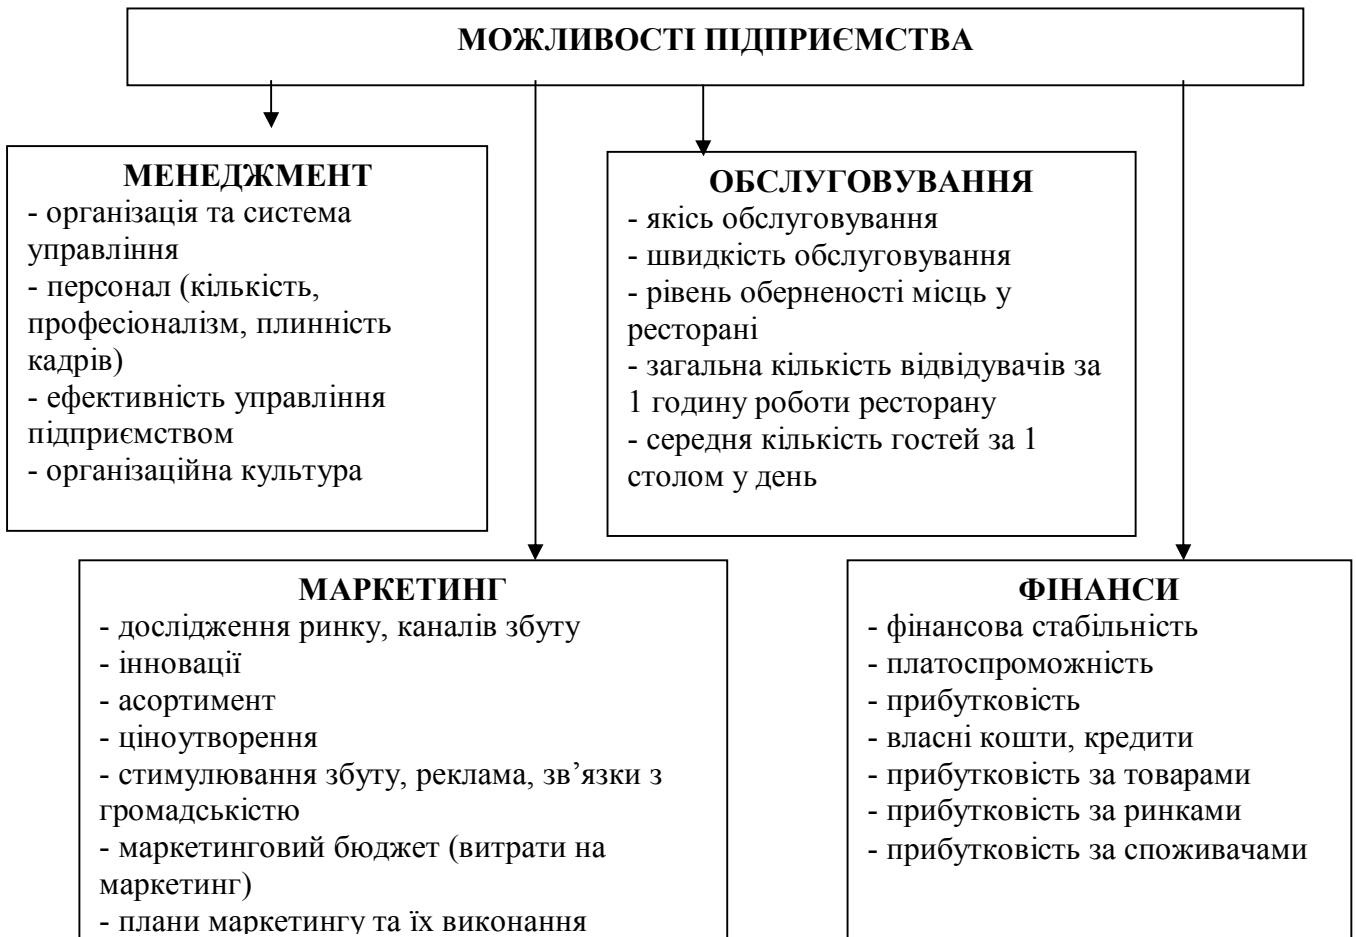 МОЖЛИВОСТІ ПІДПРИЄМСТВА
МЕНЕДЖМЕНТ
- організація та система
управління
- персонал (кількість,
професіоналізм, плинність
кадрів)
- ефективність управління
підприємством
- організаційна культура
ОБСЛУГОВУВАННЯ
- якісь обслуговування
- швидкість обслуговування
- рівень оберненості місць у
ресторані
- загальна кількість відвідувачів за
1 годину роботи ресторану
- середня кількість гостей за 1
столом у день
МАРКЕТИНГ
- дослідження ринку, каналів збуту
- інновації
- асортимент
- ціноутворення
- стимулювання збуту, реклама, зв’язки з
громадськістю
- маркетинговий бюджет (витрати на
маркетинг)
- плани маркетингу та їх виконання
ФІНАНСИ
- фінансова стабільність
- платоспроможність
- прибутковість
- власні кошти, кредити
- прибутковість за товарами
- прибутковість за ринками
- прибутковість за споживачами